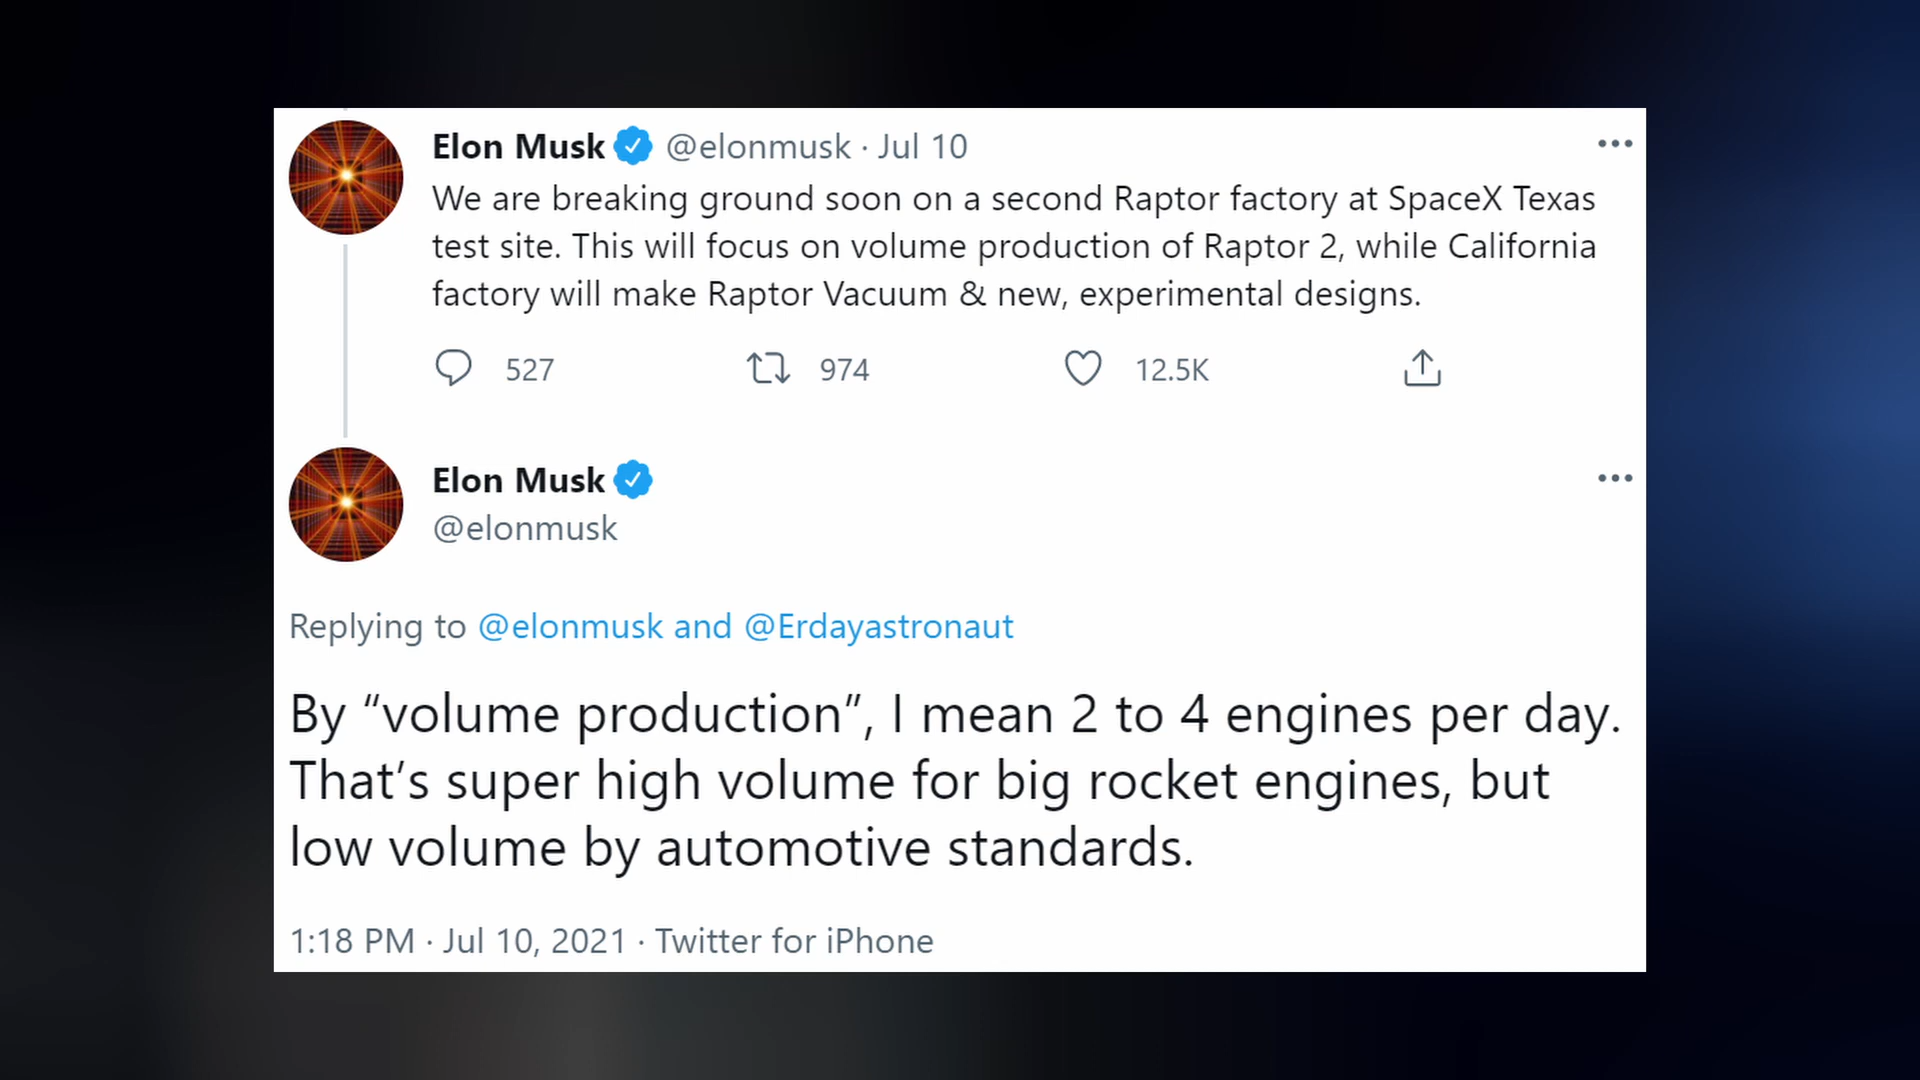 Elon Musk @elonmusk · Jul 10
We are breaking ground soon on a second Raptor factory at SpaceX Texas
test site. This will focus on volume production of Raptor 2, while California
factory will make Raptor Vacuum & new, experimental designs.
527 974 12.5K
Elon Musk
@elonmusk
Replying to @elonmusk and @Erdayastronaut
By “volume production”, I mean 2 to 4 engines per day.
That’s super high volume for big rocket engines, but
low volume by automotive standards.
1:18 PM · Jul 10, 2021 · Twitter for iPhone